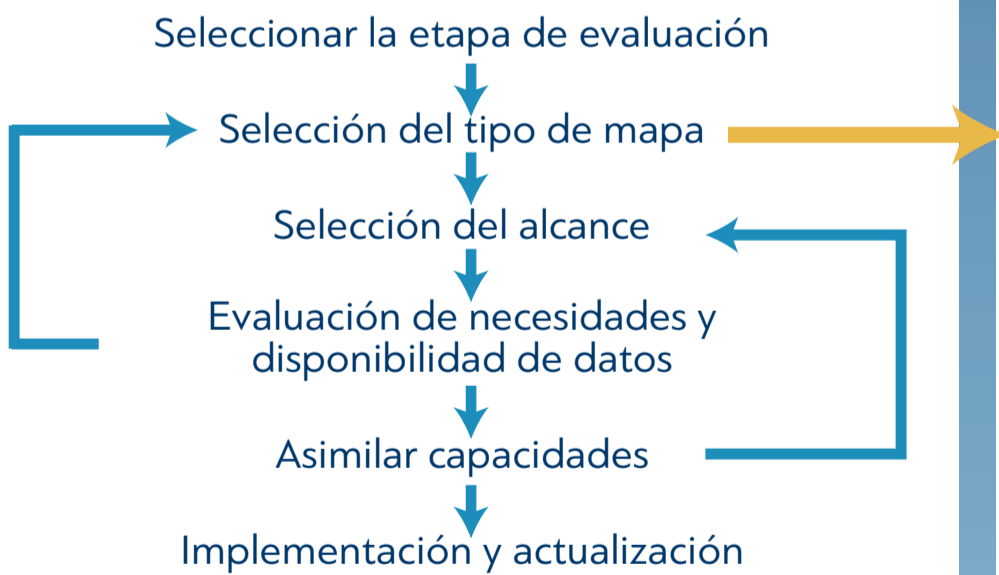 Seleccionar la etapa de evaluación
Selección del tipo de mapa
Selección del alcance
Evaluación de necesidades y
disponibilidad de datos
Asimilar capacidades
Implementación y actualización